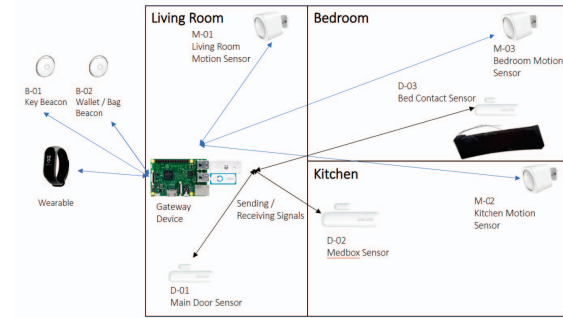 Living Room
Bedroom
M-01
Living Room
Motion Sensor
M-03
Bedroom Motion
Sensor
B-01
Key Beacon
B-02
Wallet / Bag
Beacon
D-03
Bed Contact Sensor
Kitchen
Wearable
Gateway
Device
Sending /
Receiving Signals
M-02
Kitchen Motion
Sensor
D-02
Medbox Sensor
D-01
Main Door Sensor